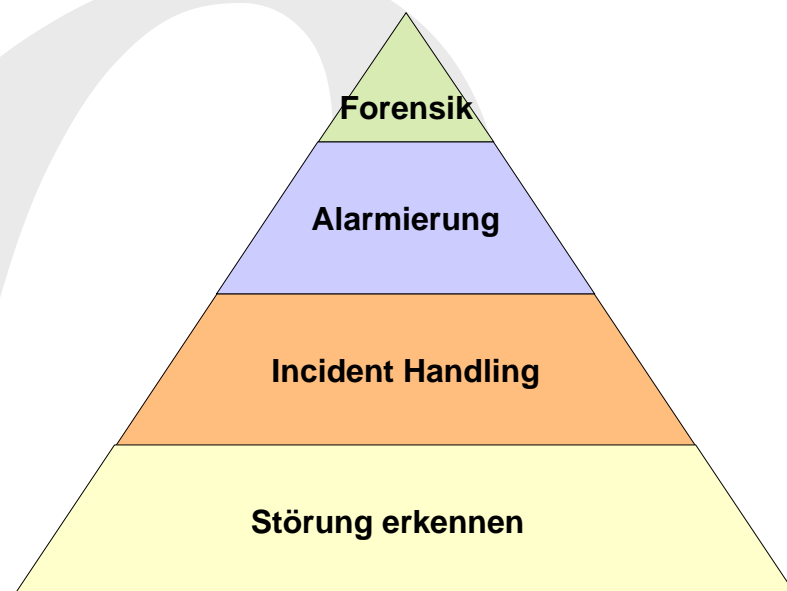 Forensik
Alarmierung
Incident Handling
Störung erkennen